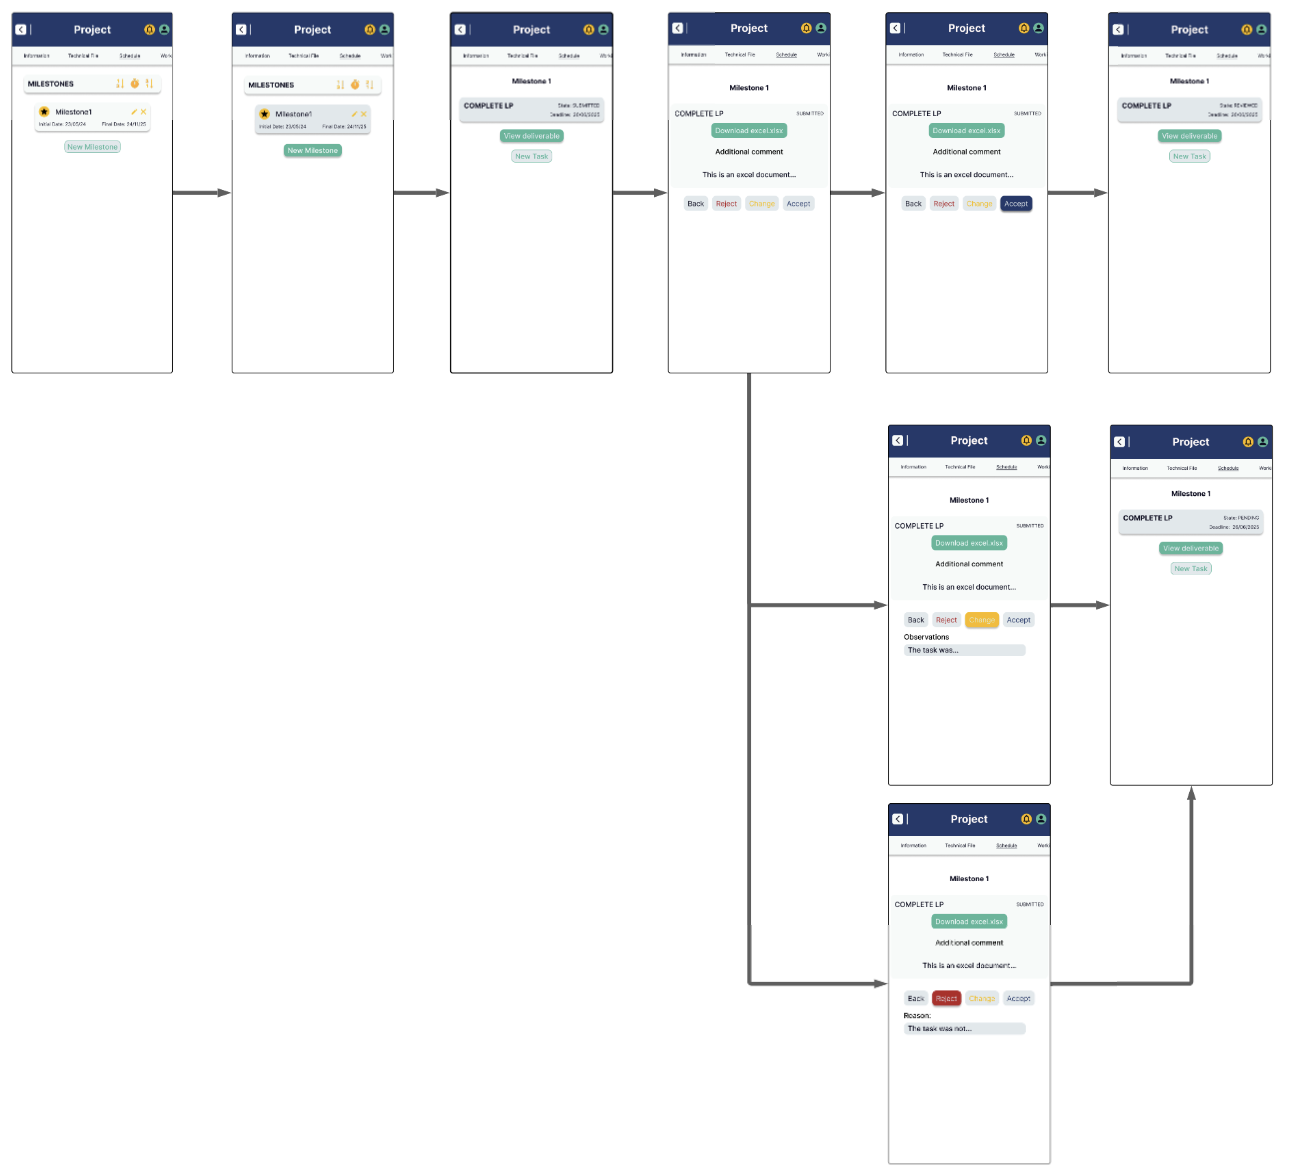 Project
Information Technical File Schedule Work
MILESTONES
Milestone1
Initial Date: 23/05/24 Final Date: 24/11/25
New Milestone
Project
Information Technical File Schedule Work
MILESTONES
Milestone1
Initial Date: 23/05/24 Final Date: 24/11/25
New Milestone
Project
Information Technical File Schedule Work
Milestone 1
COMPLETE LP State: SUBMITTED
Deadline: 20/06/2025
View deliverable
New Task
Project
Information Technical File Schedule Work
Milestone 1
COMPLETE LP SUBMITTED
Download excel.xlsx
Additional comment
This is an excel document...
Back Reject Change Accept
Project
Information Technical File Schedule Work
Milestone 1
COMPLETE LP SUBMITTED
Download excel.xlsx
Additional comment
This is an excel document...
Back Reject Change Accept
Project
Information Technical File Schedule Work
Milestone 1
COMPLETE LP State: REVIEWED
Deadline: 20/06/2025
View deliverable
New Task
Project
Information Technical File Schedule Work
Milestone 1
COMPLETE LP SUBMITTED
Download excel.xlsx
Additional comment
This is an excel document...
Back Reject Change Accept
Observations
The task was...
Project
Information Technical File Schedule Work
Milestone 1
COMPLETE LP State: PENDING
Deadline: 20/06/2025
View deliverable
New Task
Project
Information Technical File Schedule Work
Milestone 1
COMPLETE LP SUBMITTED
Download excel.xlsx
Additional comment
This is an excel document...
Back Reject Change Accept
Reason:
The task was not...